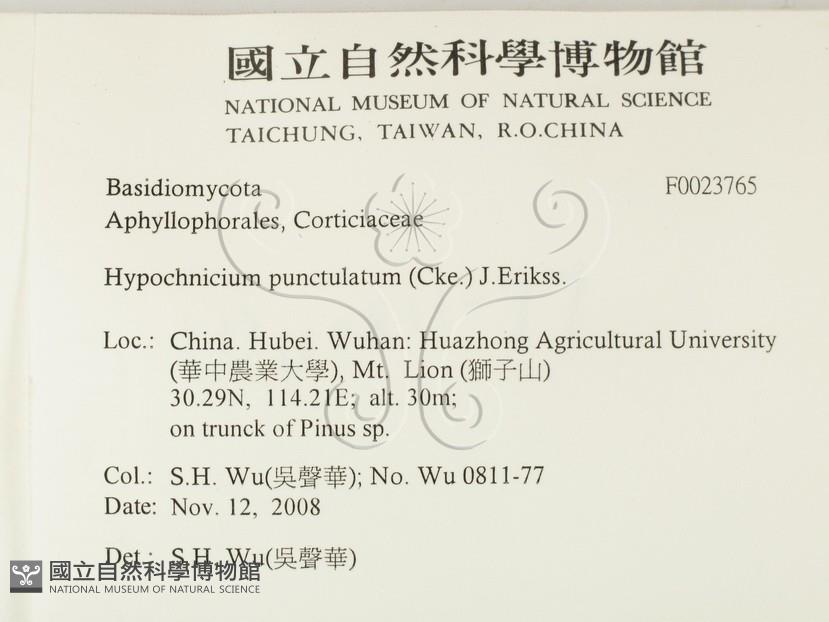 國立自然科學博物館
NATIONAL MUSEUM OF NATURAL SCIENCE
TAICHUNG, TAIWAN, R.O.CHINA
Basidiomycota F0023765
Aphyllophorales, Corticiaceae
Hypochnicium punctulatum (Cke.) J.Erikss.
Loc.: China. Hubei. Wuhan: Huazhong Agricultural University
(華中農業大學), Mt. Lion (獅子山)
30.29N, 114.21E; alt. 30m;
on trunck of Pinus sp.
Col.: S.H. Wu(吳聲華); No. Wu 0811-77
Date: Nov. 12, 2008
Det.: S.H. Wu(吳聲華)
國立自然科學博物館
NATIONAL MUSEUM OF NATURAL SCIENCE